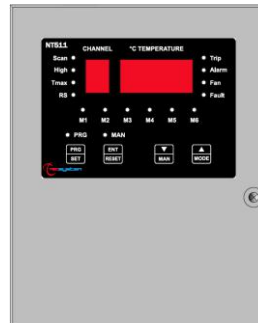 NT511 CHANNEL °C TEMPERATURE
Scan Trip
High Alarm
Tmax Fan
RS Fault
M1 M2 M3 M4 M5 M6
PRG MAN
PRG ENT ▼ ▲
SET RESET MAN MODE